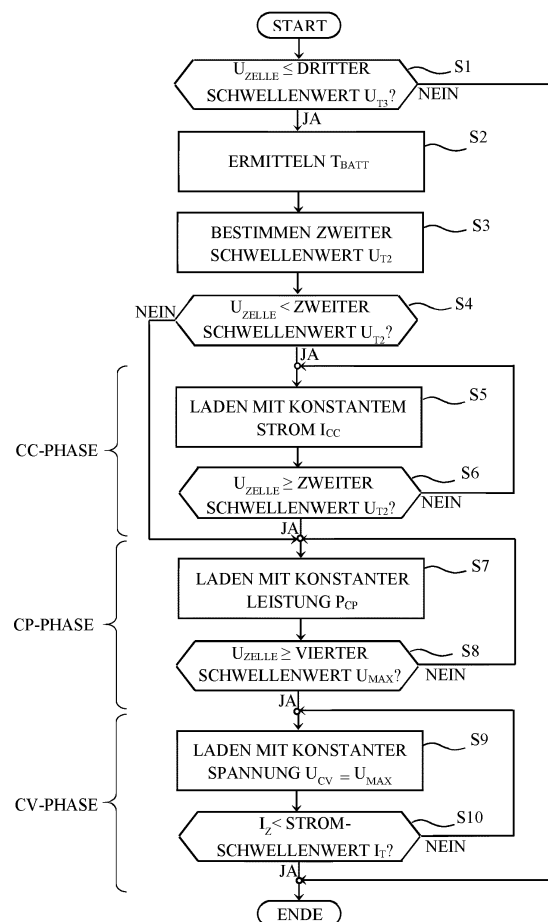 START
U_ZELLE ≤ DRITTER
SCHWELLENWERT U_T3?
S1
NEIN
JA
ERMITTELN T_BATT
S2
BESTIMMEN ZWEITER
SCHWELLENWERT U_T2
S3
NEIN
U_ZELLE < ZWEITER
SCHWELLENWERT U_T2?
S4
JA
CC-PHASE
LADEN MIT KONSTANTEM
STROM I_CC
S5
U_ZELLE ≥ ZWEITER
SCHWELLENWERT U_T2?
S6
NEIN
JA
CP-PHASE
LADEN MIT KONSTANTER
LEISTUNG P_CP
S7
U_ZELLE ≥ VIERTER
SCHWELLENWERT U_MAX?
S8
NEIN
JA
CV-PHASE
LADEN MIT KONSTANTER
SPANNUNG U_CV = U_MAX
S9
I_Z < STROM-
SCHWELLENWERT I_T?
S10
NEIN
JA
ENDE